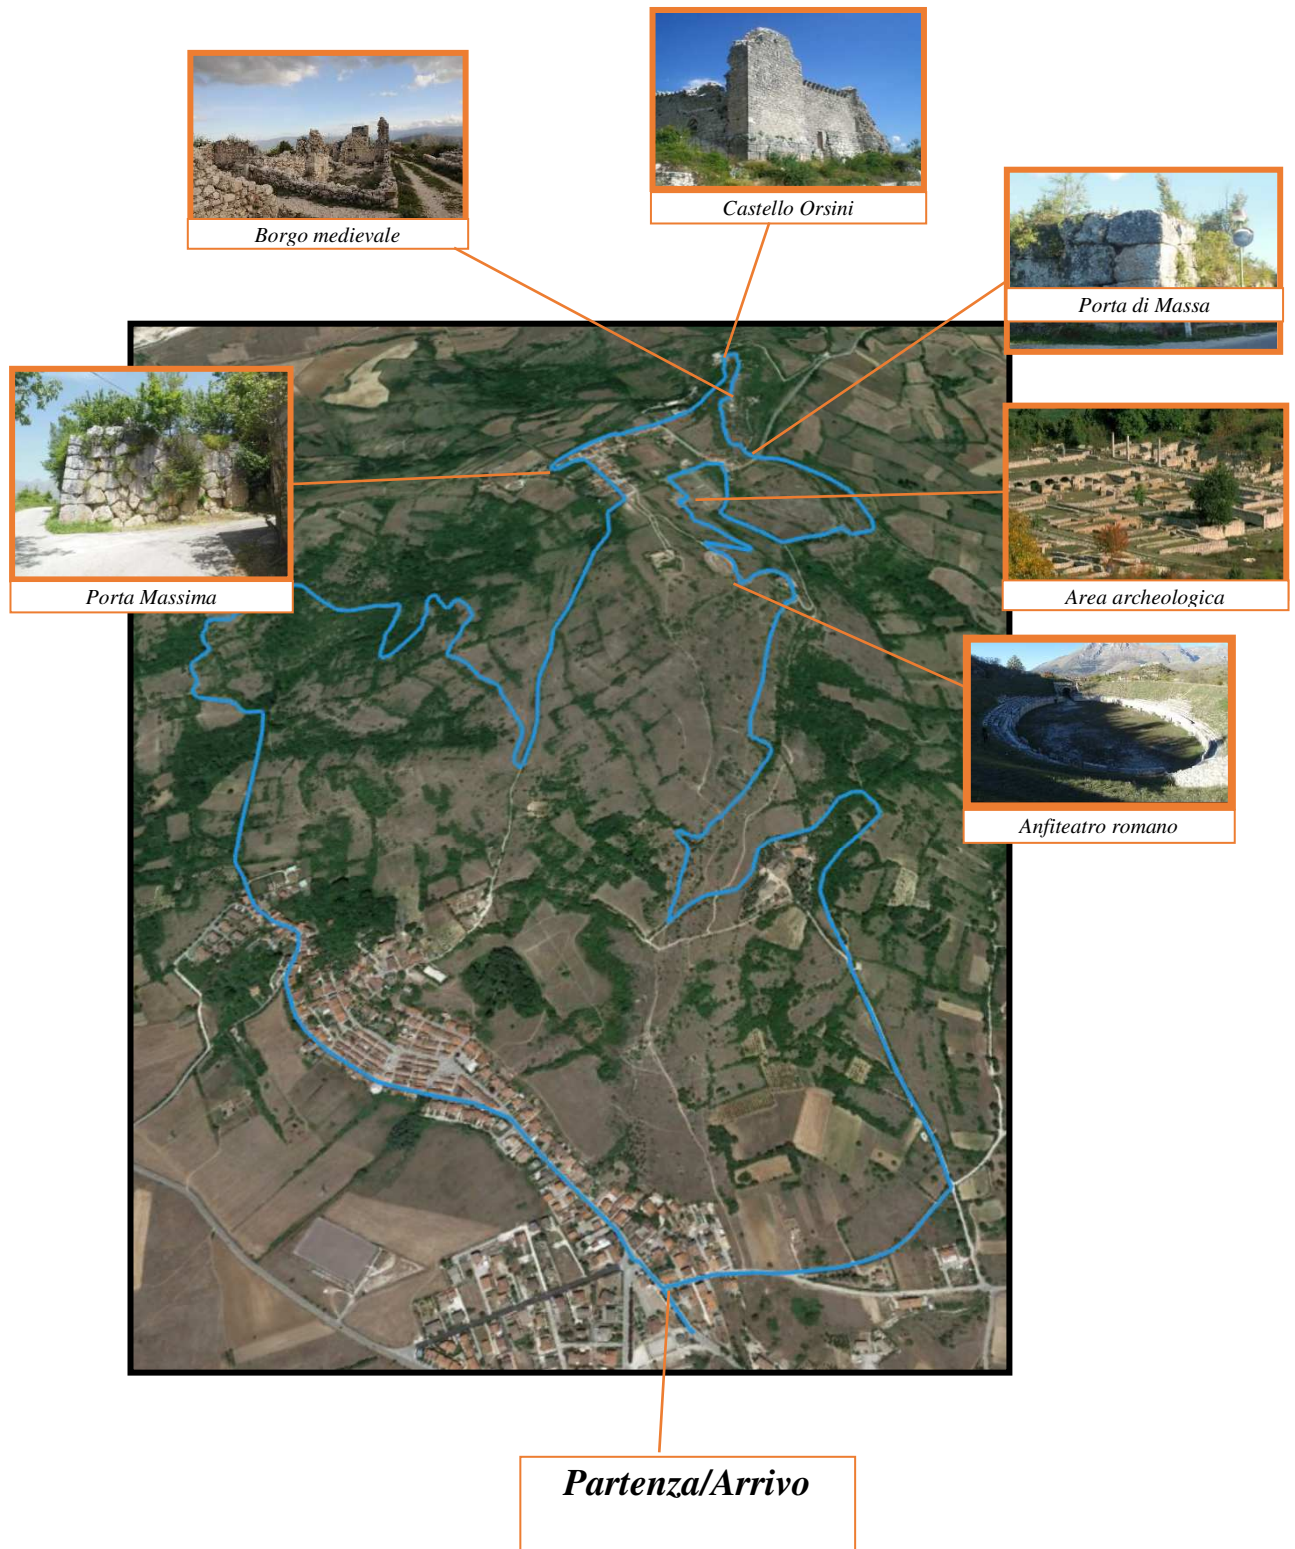 Castello Orsini
Borgo medievale
Porta di Massa
Porta Massima
Area archeologica
Anfiteatro romano
Partenza/Arrivo